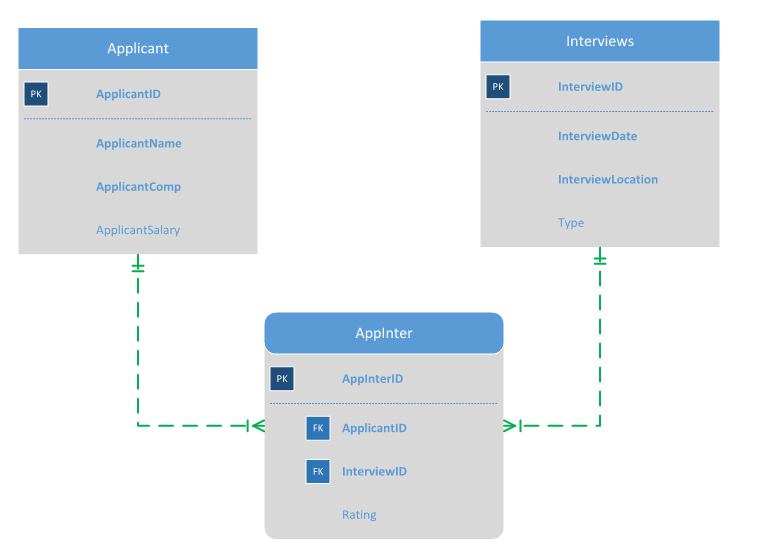 Applicant
PK ApplicantID
ApplicantName
ApplicantComp
ApplicantSalary
Interviews
PK InterviewID
InterviewDate
InterviewLocation
Type
AppInter
PK AppInterID
FK ApplicantID
FK InterviewID
Rating